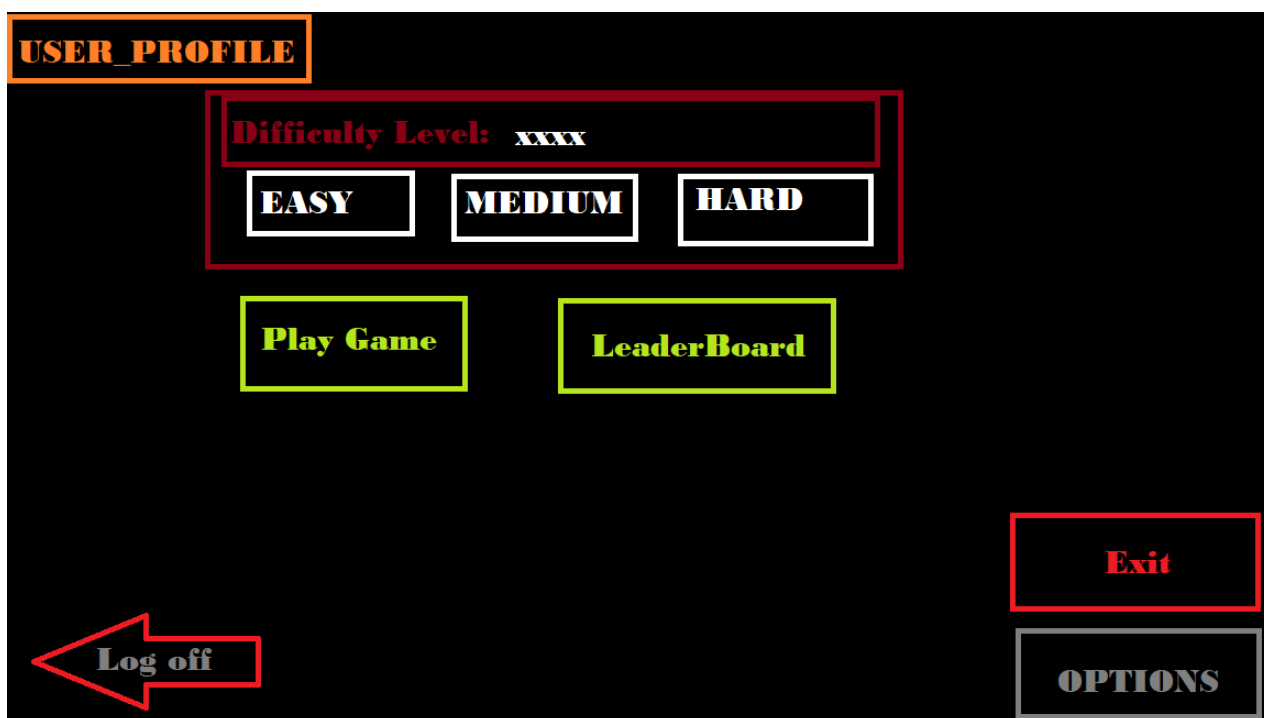 USER_PROFILE
Difficulty Level: xxxx
EASY MEDIUM HARD
Play Game LeaderBoard
Exit
Log off
OPTIONS